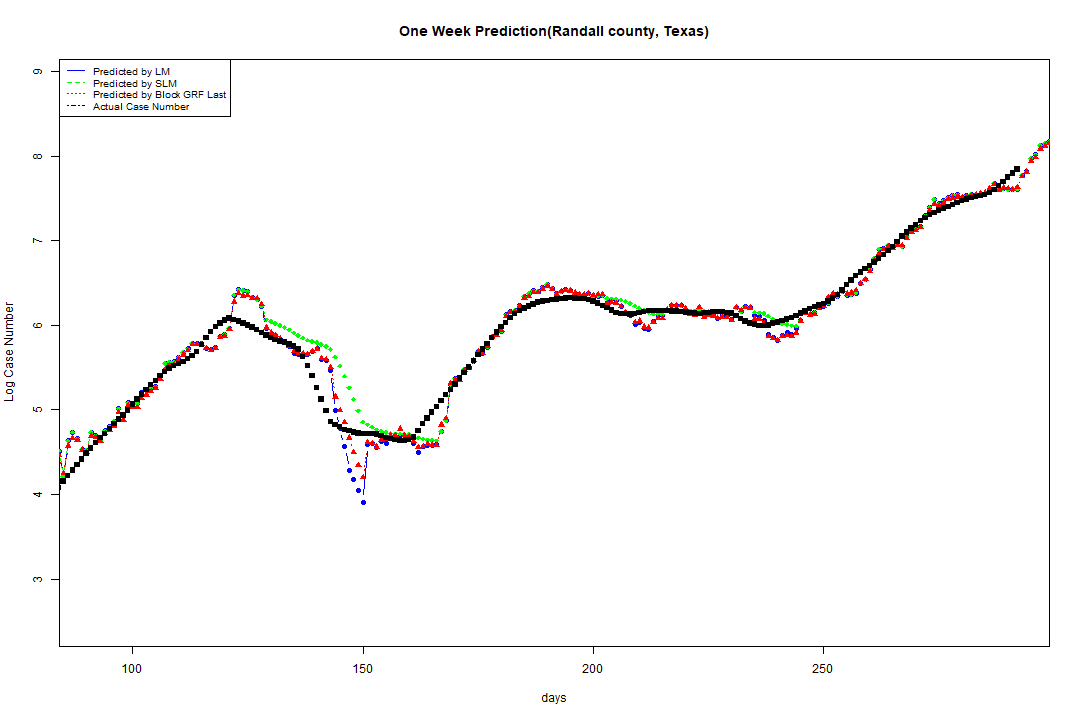 One Week Prediction(Randall county, Texas)
Predicted by LM
Predicted by SLM
Predicted by Block GRF Last
Actual Case Number
9
8
7
6
5
4
3
Log Case Number
100 150 200 250
days